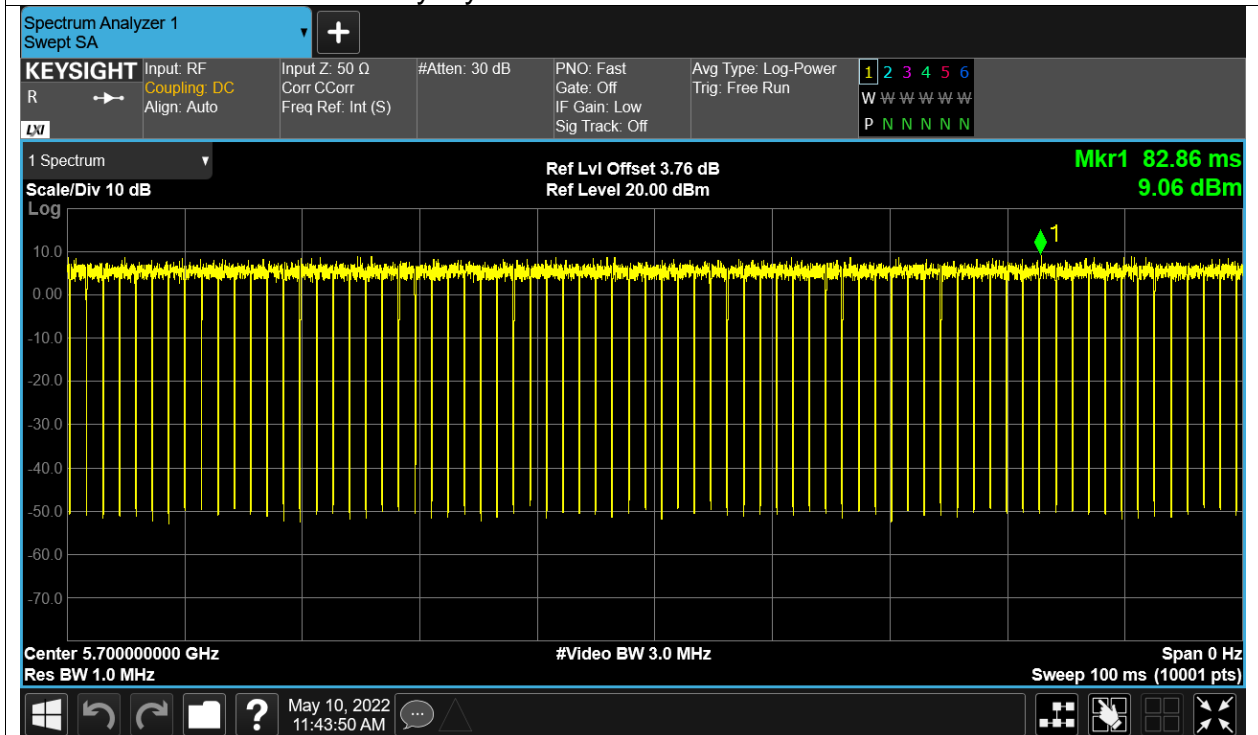 Spectrum Analyzer 1
Swept SA
+
KEYSIGHT
R
LXI
Input: RF
Coupling: DC
Align: Auto
Input Z: 50 Ω
Corr CCorr
Freq Ref: Int (S)
#Atten: 30 dB
PNO: Fast
Gate: Off
IF Gain: Low
Sig Track: Off
Avg Type: Log-Power
Trig: Free Run
1 2 3 4 5 6
W W W W W W
P N N N N N
1 Spectrum
Scale/Div 10 dB
Log
Ref Lvl Offset 3.76 dB
Ref Level 20.00 dBm
Mkr1 82.86 ms
9.06 dBm
1
10.0
0.00
-10.0
-20.0
-30.0
-40.0
-50.0
-60.0
-70.0
Center 5.700000000 GHz
Res BW 1.0 MHz
#Video BW 3.0 MHz
Span 0 Hz
Sweep 100 ms (10001 pts)
?
May 10, 2022
11:43:50 AM